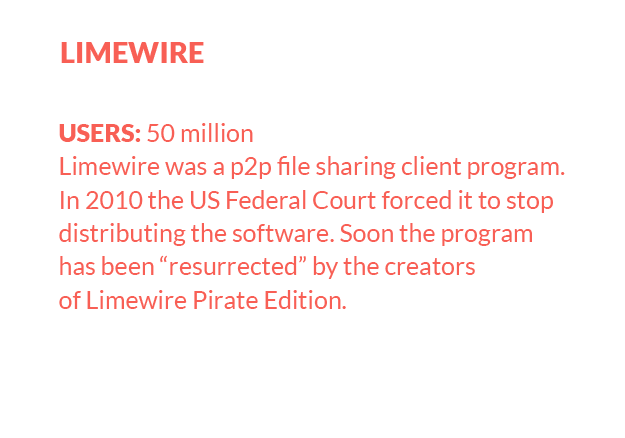 LIMEWIRE
USERS: 50 million
Limewire was a p2p file sharing client program.
In 2010 the US Federal Court forced it to stop
distributing the software. Soon the program
has been “resurrected” by the creators
of Limewire Pirate Edition.